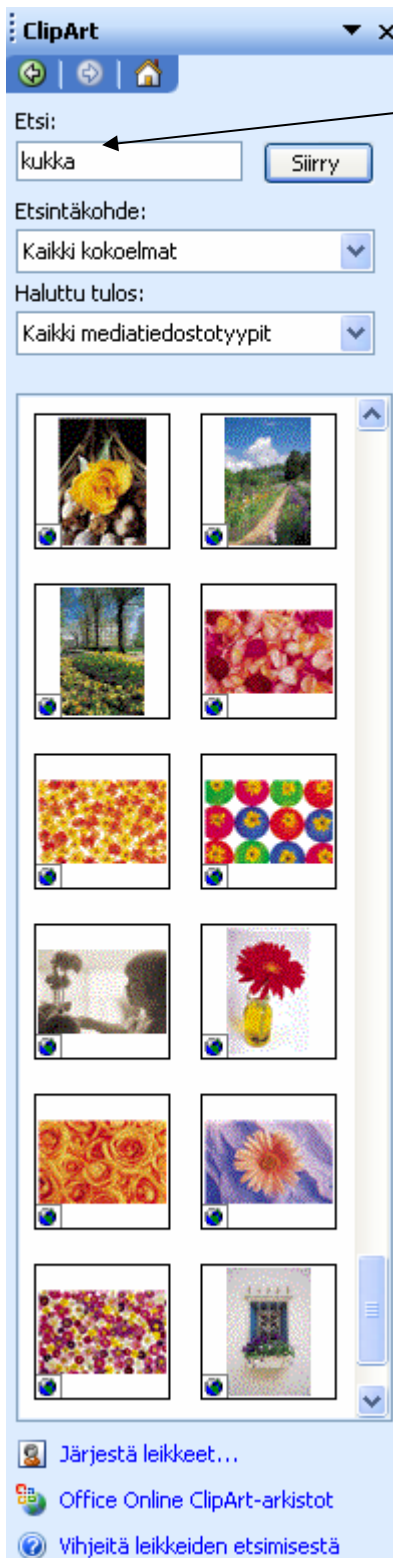 ClipArt
Etsi:
kukka Siirry
Etsintäkohde:
Kaikki kokoelmat
Haluttu tulos:
Kaikki mediatiedostotyypit
Järjestä leikkeet...
Office Online ClipArt-arkistot
Vihjeitä leikkeiden etsimisestä